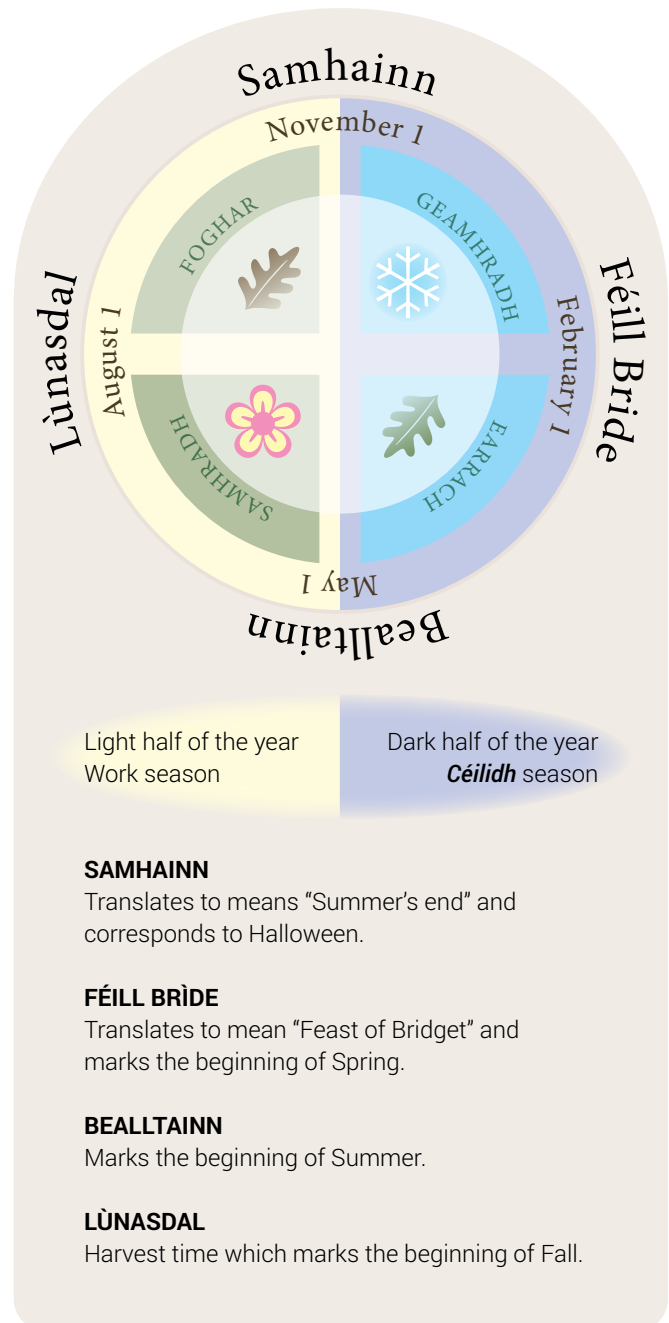 Samhainn
November 1
FOGHAR
GEAMHRADH
Lùnasdal
August 1
February 1
Féill Bride
SAMHRADH
EARRACH
May 1
Bealltainn
Light half of the year
Work season
Dark half of the year
Céilidh season
SAMHAINN
Translates to means “Summer’s end” and
corresponds to Halloween.
FÉILL BRÌDE
Translates to mean “Feast of Bridget” and
marks the beginning of Spring.
BEALLTAINN
Marks the beginning of Summer.
LÙNASDAL
Harvest time which marks the beginning of Fall.